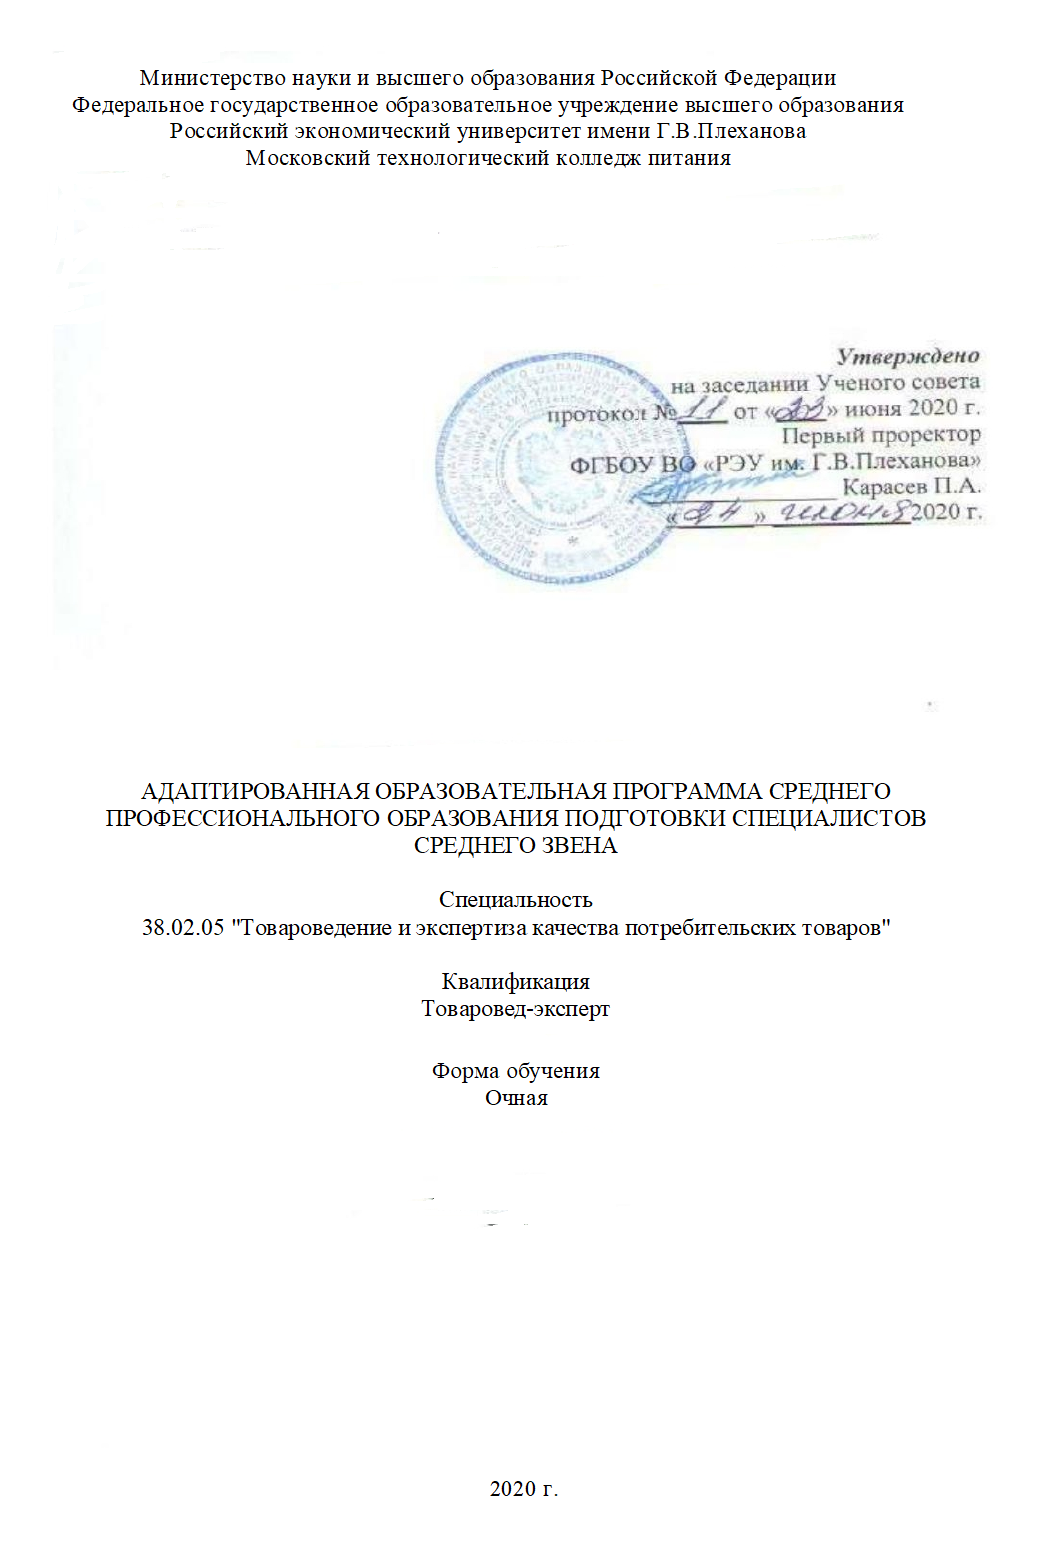 Министерство науки и высшего образования Российской Федерации
Федеральное государственное образовательное учреждение высшего образования
Российский экономический университет имени Г.В.Плеханова
Московский технологический колледж питания
Утверждено
на заседании Ученого совета
протокол № 11 от «23» июня 2020 г.
Первый проректор
ФГБОУ ВО «РЭУ им. Г.В.Плеханова»
Карасев П.А.
«24» июня 2020 г.
АДАПТИРОВАННАЯ ОБРАЗОВАТЕЛЬНАЯ ПРОГРАММА СРЕДНЕГО
ПРОФЕССИОНАЛЬНОГО ОБРАЗОВАНИЯ ПОДГОТОВКИ СПЕЦИАЛИСТОВ
СРЕДНЕГО ЗВЕНА
Специальность
38.02.05 "Товароведение и экспертиза качества потребительских товаров"
Квалификация
Товаровед-эксперт
Форма обучения
Очная
2020 г.